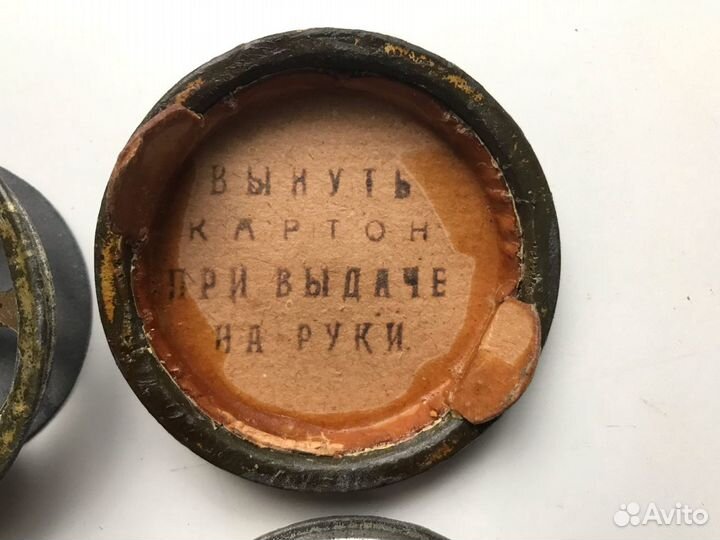 ВЫНУТЬ
КАРТОН
ПРИ ВЫДАЧЕ
НА РУКИ.
Avito